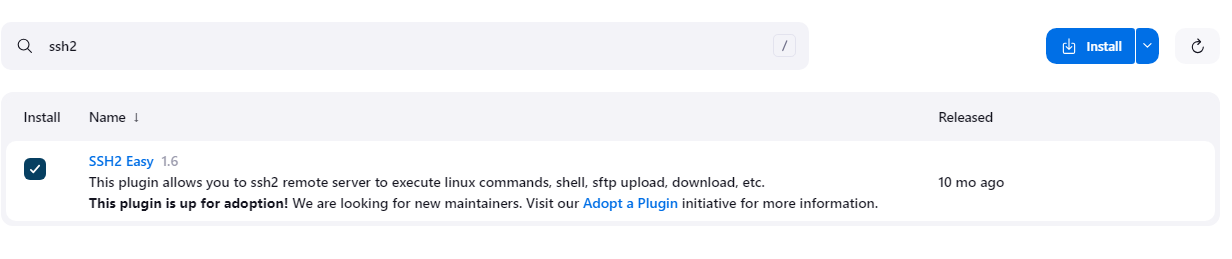 ssh2
/
Install
Install Name ↓ Released
SSH2 Easy 1.6
This plugin allows you to ssh2 remote server to execute linux commands, shell, sftp upload, download, etc.
10 mo ago
This plugin is up for adoption! We are looking for new maintainers. Visit our Adopt a Plugin initiative for more information.